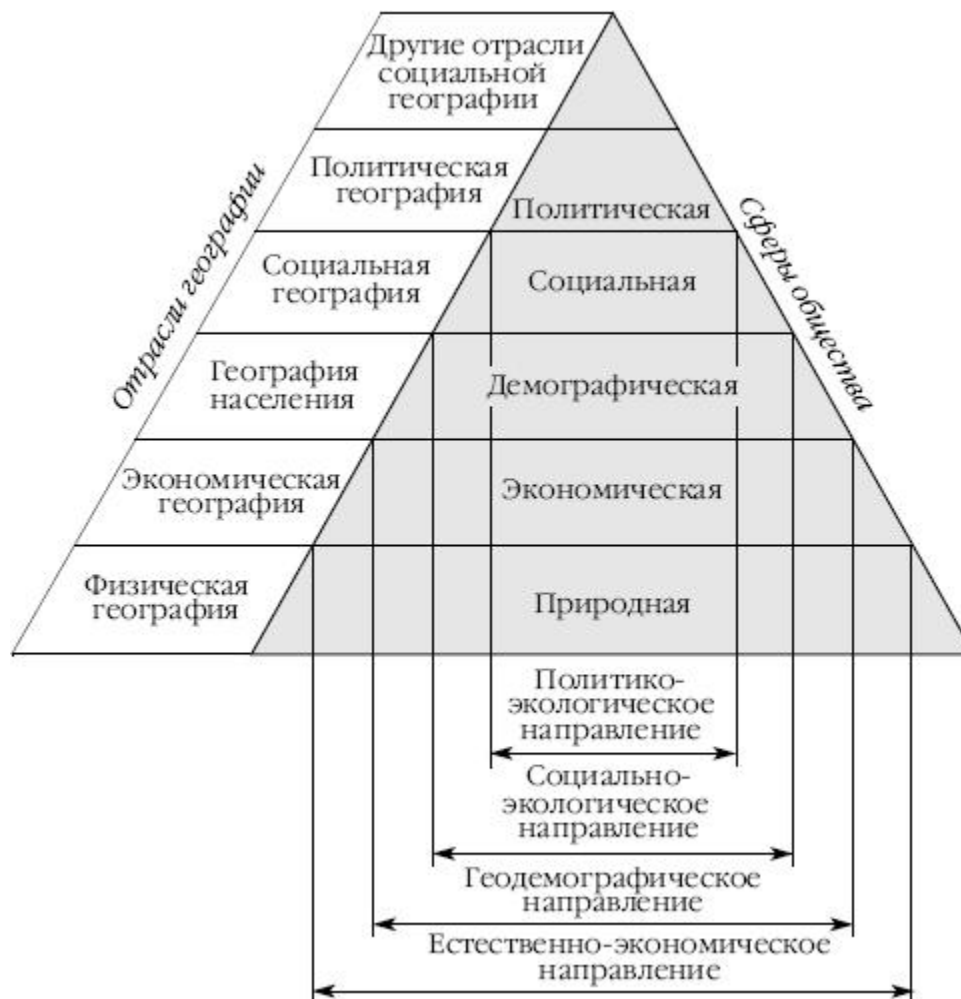 Другие отрасли
социальной
географии
Политическая
география
Политическая
Социальная
география
Социальная
География
населения
Демографическая
Экономическая
география
Экономическая
Физическая
география
Природная
Отрасли географии
Сферы общества
Политико-
экологическое
направление
Социально-
экологическое
направление
Геодемографическое
направление
Естественно-экономическое
направление